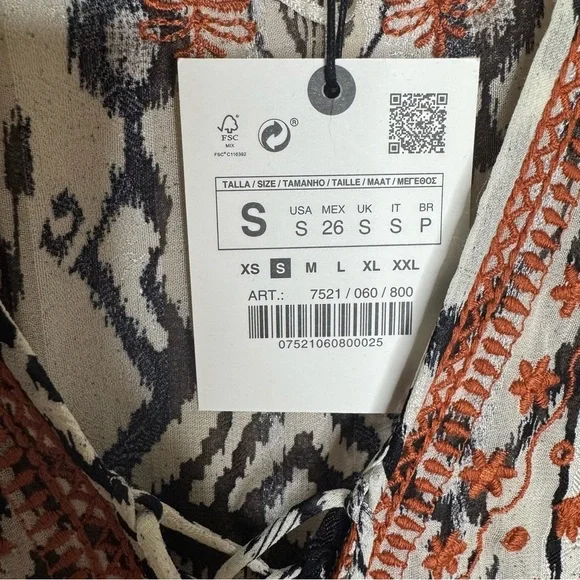 FSC
MIX
FSC® C116392
®
TALLA / SIZE / TAMANHO / TAILLE / MAAT / ΜΕΓΕΘΟΣ
S
USA MEX UK IT BR
S 26 S S P
XS S M L XL XXL
ART.: 7521 / 060 / 800
07521060800025